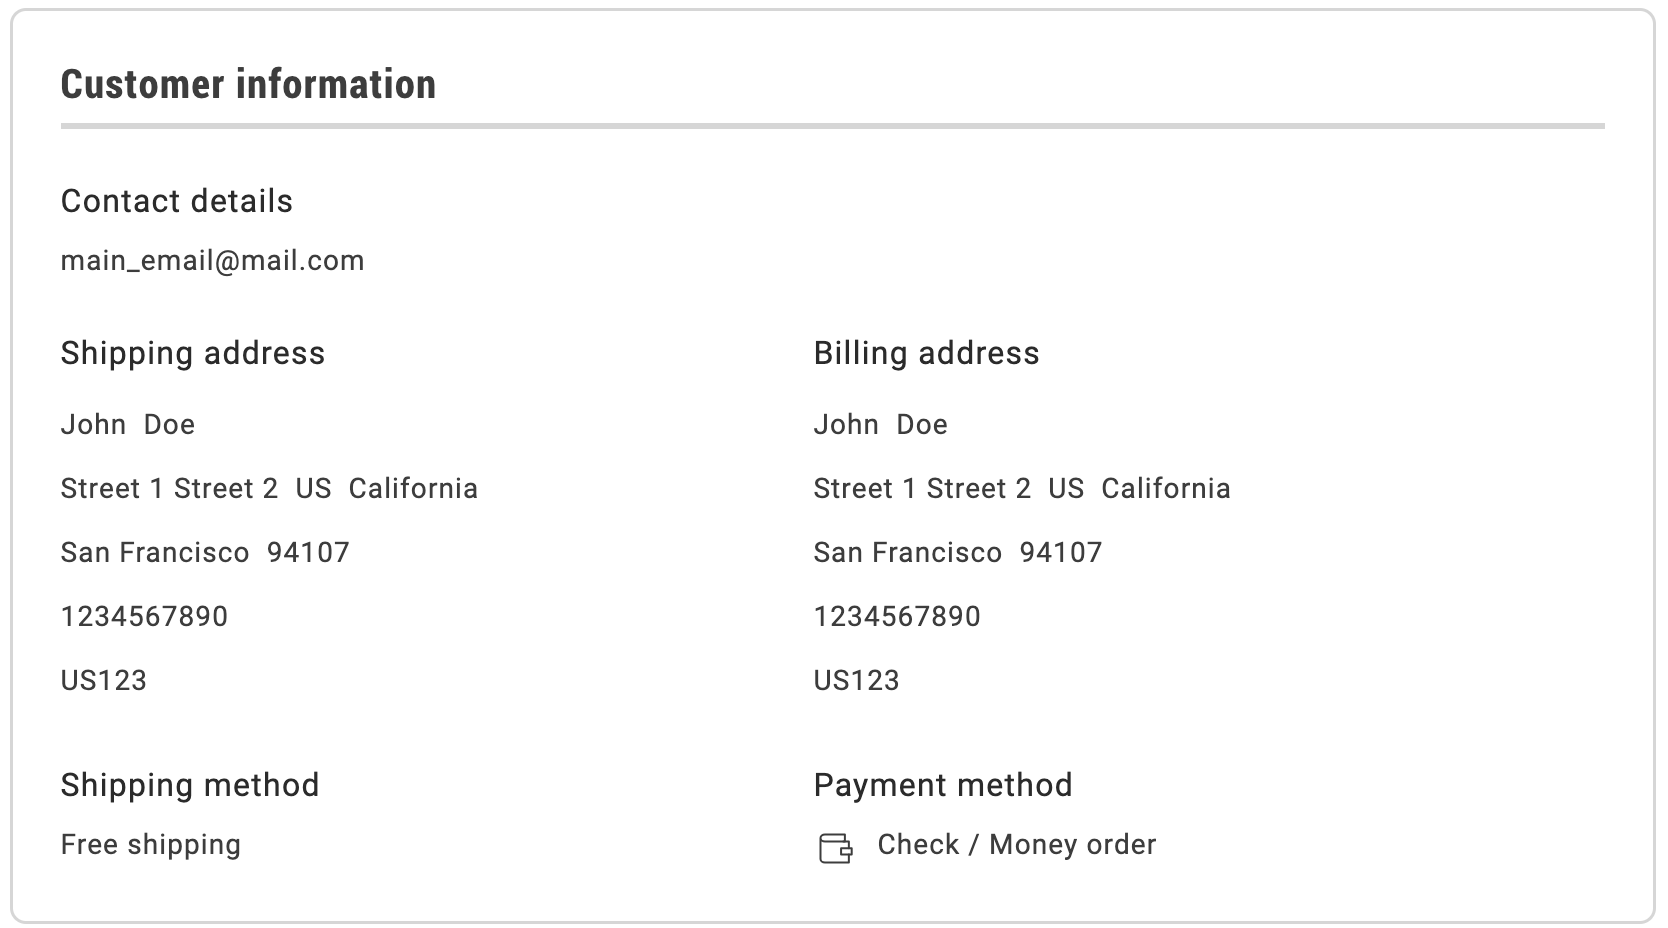 Customer information
Contact details
main_email@mail.com
Shipping address
John  Doe
Street 1 Street 2  US  California
San Francisco  94107
1234567890
US123
Billing address
John  Doe
Street 1 Street 2  US  California
San Francisco  94107
1234567890
US123
Shipping method
Free shipping
Payment method
Check / Money order